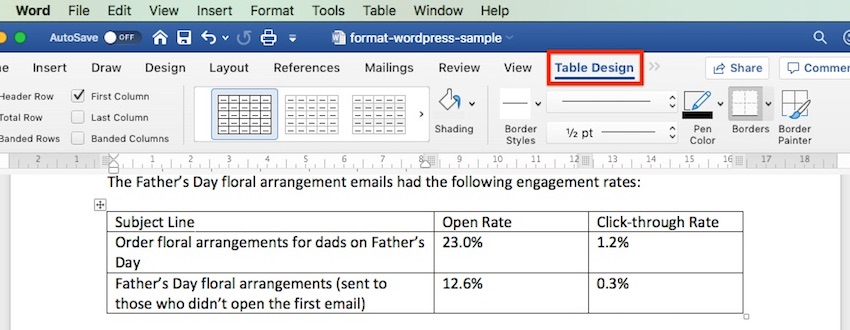 Word File Edit View Insert Format Tools Table Window Help
AutoSave OFF format-wordpress-sample
Insert Draw Design Layout References Mailings Review View Table Design Share
Header Row First Column
Total Row Last Column
Banded Rows Banded Columns
Shading
Border Styles
½ pt
Pen Color
Borders
Border Painter
2 1 1 2 3 4 5 6 7 8 9 10 11 12 13 14 15 16 17 18
The Father's Day floral arrangement emails had the following engagement rates:
Subject Line Open Rate Click-through Rate
Order floral arrangements for dads on Father's 23.0% 1.2%
Day
Father's Day floral arrangements (sent to 12.6% 0.3%
those who didn't open the first email)